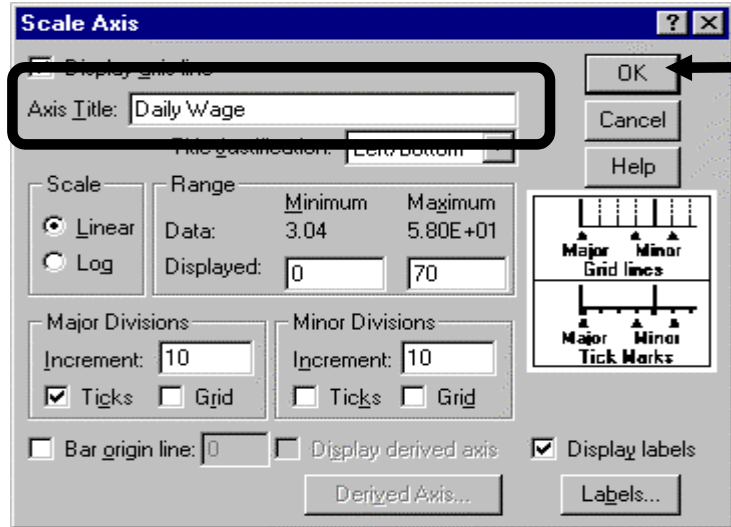 Scale Axis
Display axis line
OK
Axis Title: Daily Wage
Cancel
Title Justification: Left/Bottom
Help
Scale
Range
Minimum Maximum
Linear
Data: 3.04 5.80E+01
Log
Displayed: 0 70
Major Minor
Grid lines
Major Minor
Tick Marks
Major Divisions
Minor Divisions
Increment: 10
Increment: 10
Ticks Grid
Ticks Grid
Bar origin line: 0
Display derived axis
Display labels
Derived Axis...
Labels...